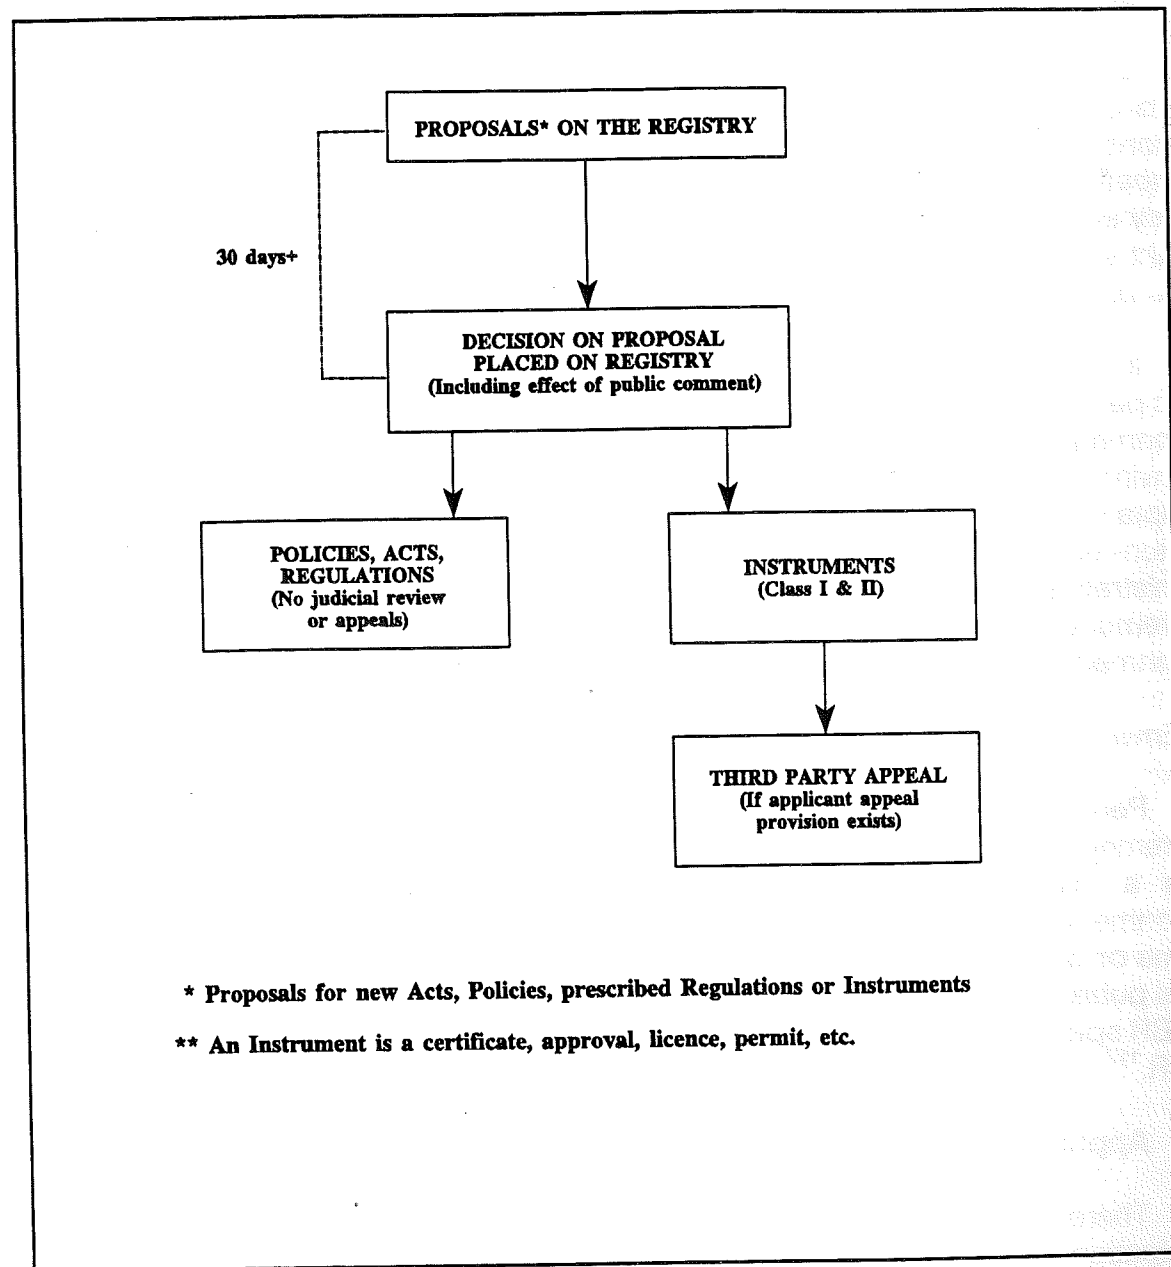 PROPOSALS* ON THE REGISTRY
30 days+
DECISION ON PROPOSAL
PLACED ON REGISTRY
(Including effect of public comment)
POLICIES, ACTS,
REGULATIONS
(No judicial review
or appeals)
INSTRUMENTS
(Class I & II)
THIRD PARTY APPEAL
(If applicant appeal
provision exists)
* Proposals for new Acts, Policies, prescribed Regulations or Instruments
** An Instrument is a certificate, approval, licence, permit, etc.